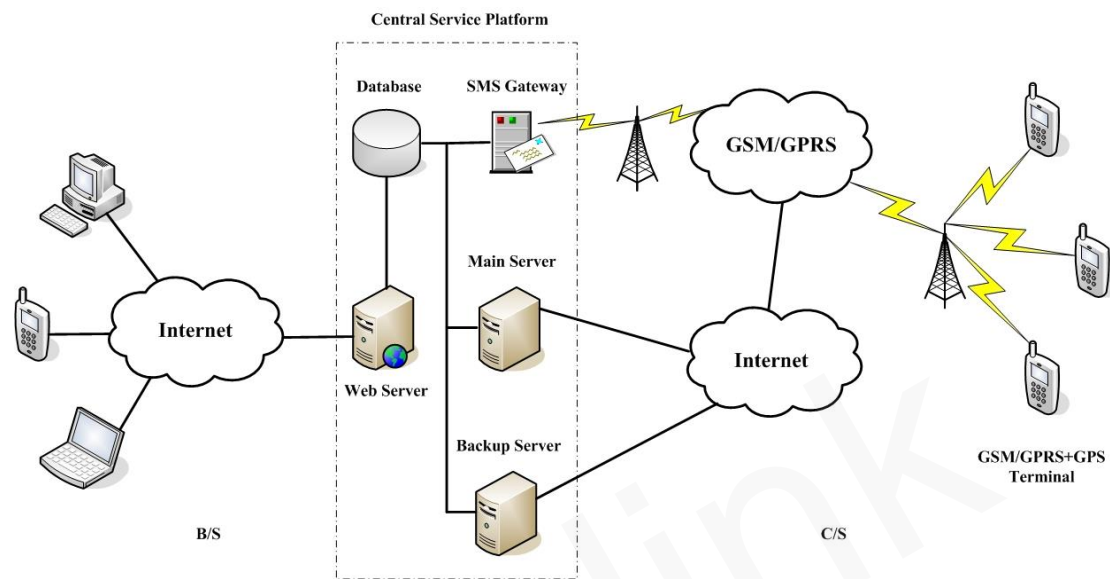 Central Service Platform
Database
SMS Gateway
GSM/GPRS
Main Server
Internet
Internet
Web Server
Backup Server
GSM/GPRS+GPS
Terminal
B/S
C/S